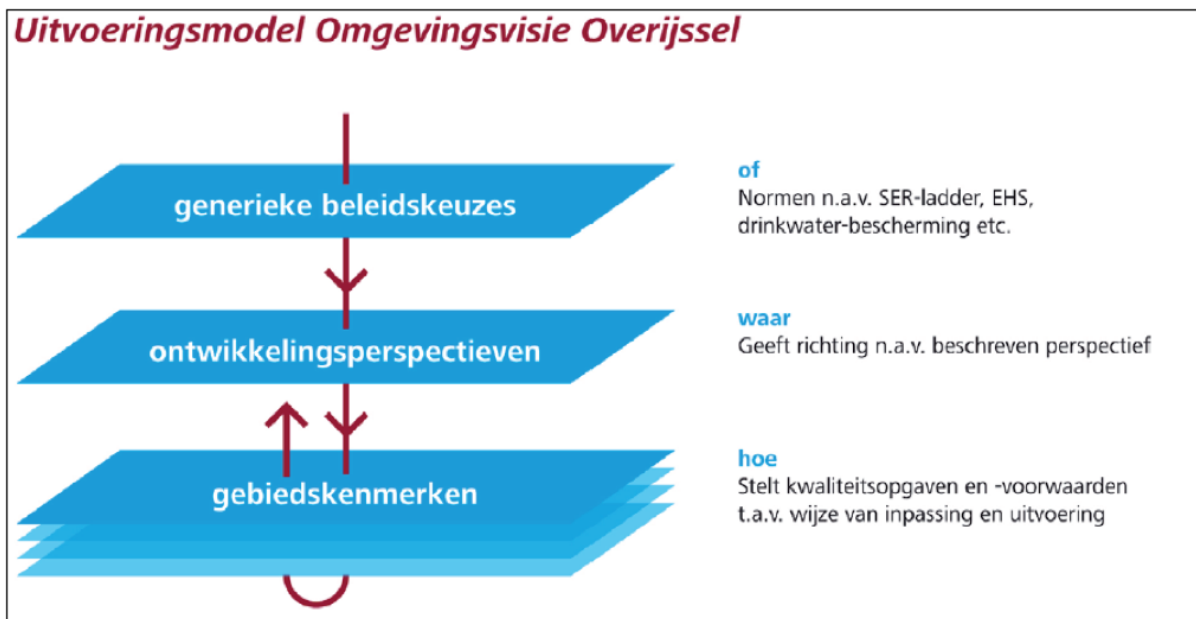 Uitvoeringsmodel Omgevingsvisie Overijssel
generieke beleidskeuzes
of
Normen n.a.v. SER-ladder, EHS,
drinkwater-bescherming etc.
ontwikkelingsperspectieven
waar
Geeft richting n.a.v. beschreven perspectief
gebiedskenmerken
hoe
Stelt kwaliteitsopgaven en -voorwaarden
t.a.v. wijze van inpassing en uitvoering